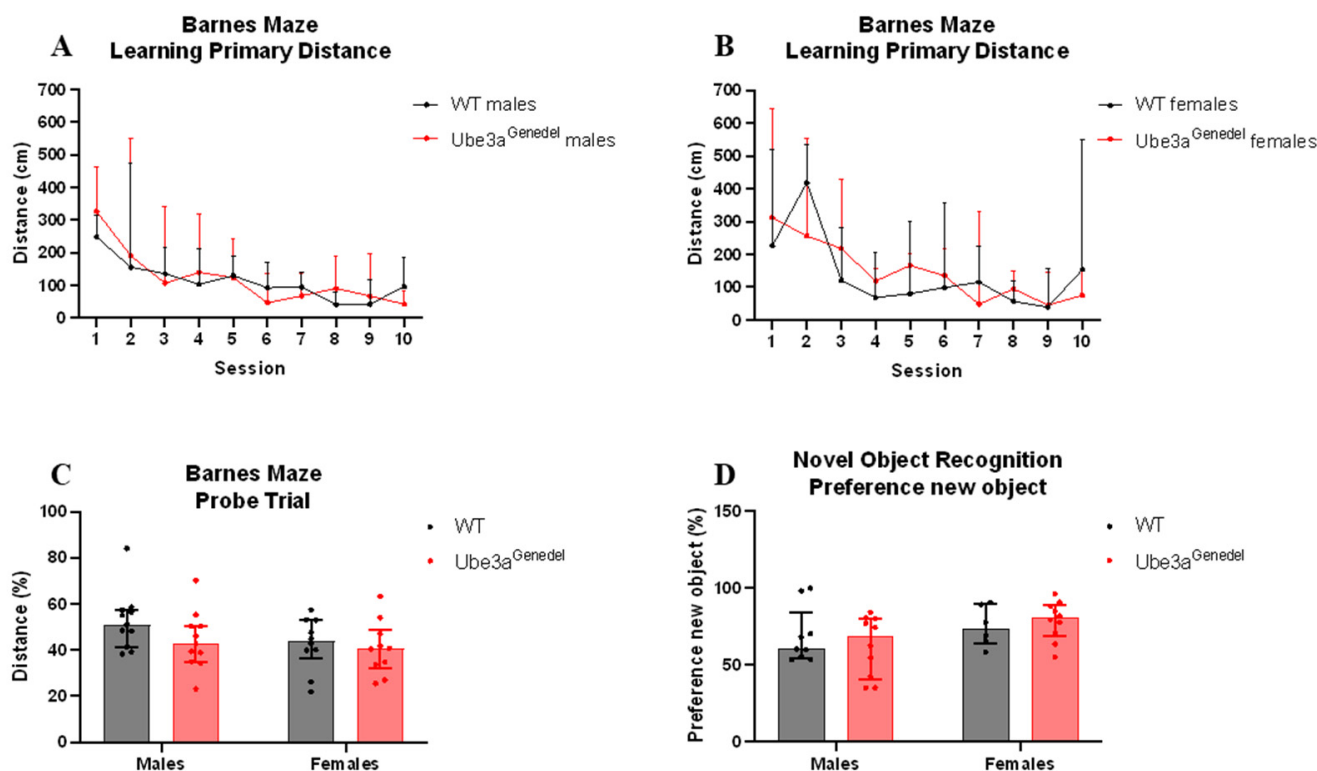 A
Barnes Maze
Learning Primary Distance
Distance (cm)
700
600
500
400
300
200
100
0
1 2 3 4 5 6 7 8 9 10
Session
WT males
Ube3a^Genedel males
B
Barnes Maze
Learning Primary Distance
Distance (cm)
700
600
500
400
300
200
100
0
1 2 3 4 5 6 7 8 9 10
Session
WT females
Ube3a^Genedel females
C
Barnes Maze
Probe Trial
Distance (%)
100
80
60
40
20
0
Males Females
WT
Ube3a^Genedel
D
Novel Object Recognition
Preference new object
Preference new object (%)
150
100
50
0
Males Females
WT
Ube3a^Genedel